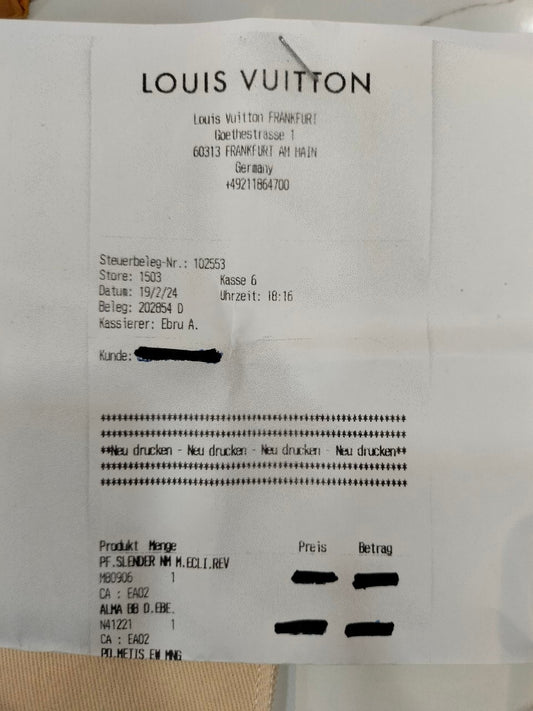 LOUIS VUITTON
Louis Vuitton FRANKFURT
Goethestrasse 1
60313 FRANKFURT AM MAIN
Germany
+49211864700
Steuerbeleg-Nr.: 102553
Store: 1503 Kasse 6
Datum: 19/2/24 Uhrzeit: 18:16
Beleg: 202854 D
Kassierer: Ebru A.
Kunde:
**************************************************
**************************************************
**Neu drucken - Neu drucken - Neu drucken - Neu drucken**
**************************************************
**************************************************
Produkt Menge Preis Betrag
PF.SLENDER NM M.ECLI.REV
M80906 1
CA : EA02
ALMA BB D.EBE.
N41221 1
CA : EA02
PO.METIS EW MNG